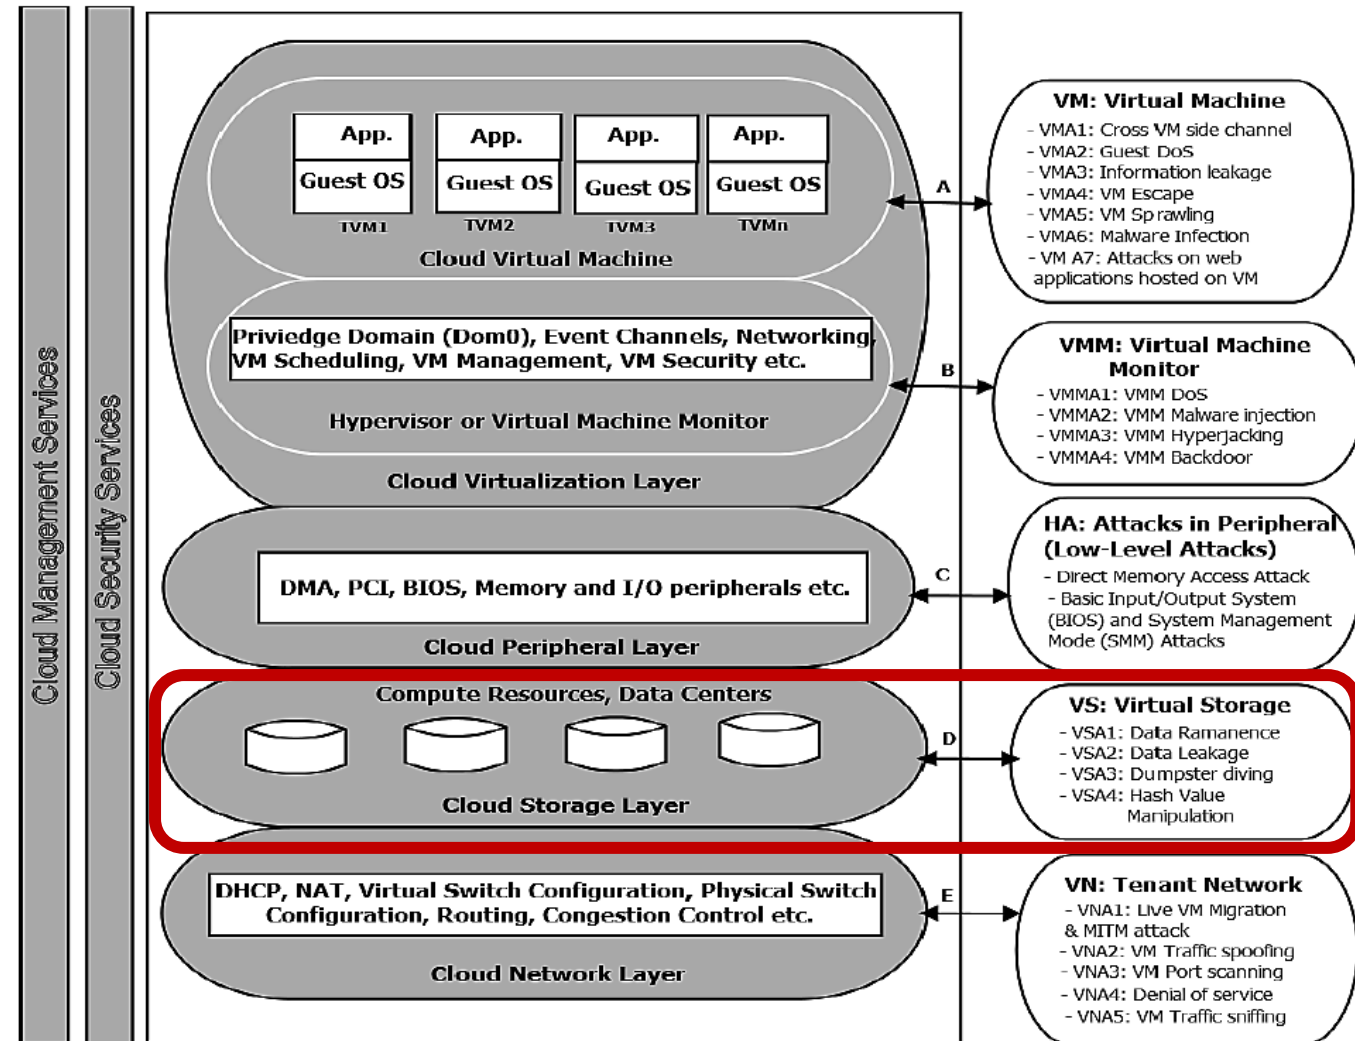 Cloud Management Services
Cloud Security Services
App.
Guest OS
TVM1
App.
Guest OS
TVM2
App.
Guest OS
TVM3
App.
Guest OS
TVMn
Cloud Virtual Machine
Priviedge Domain (Dom0), Event Channels, Networking,
VM Scheduling, VM Management, VM Security etc.
Hypervisor or Virtual Machine Monitor
Cloud Virtualization Layer
DMA, PCI, BIOS, Memory and I/O peripherals etc.
Cloud Peripheral Layer
Compute Resources, Data Centers
Cloud Storage Layer
DHCP, NAT, Virtual Switch Configuration, Physical Switch
Configuration, Routing, Congestion Control etc.
Cloud Network Layer
A
VM: Virtual Machine
- VMA1: Cross VM side channel
- VMA2: Guest DoS
- VMA3: Information leakage
- VMA4: VM Escape
- VMA5: VM Sprawling
- VMA6: Malware Infection
- VM A7: Attacks on web
applications hosted on VM
B
VMM: Virtual Machine
Monitor
- VMMA1: VMM DoS
- VMMA2: VMM Malware injection
- VMMA3: VMM Hyperjacking
- VMMA4: VMM Backdoor
C
HA: Attacks in Peripheral
(Low-Level Attacks)
- Direct Memory Access Attack
- Basic Input/Output System
(BIOS) and System Management
Mode (SMM) Attacks
D
VS: Virtual Storage
- VSA1: Data Ramanence
- VSA2: Data Leakage
- VSA3: Dumpster diving
- VSA4: Hash Value
Manipulation
E
VN: Tenant Network
- VNA1: Live VM Migration
& MITM attack
- VNA2: VM Traffic spoofing
- VNA3: VM Port scanning
- VNA4: Denial of service
- VNA5: VM Traffic sniffing